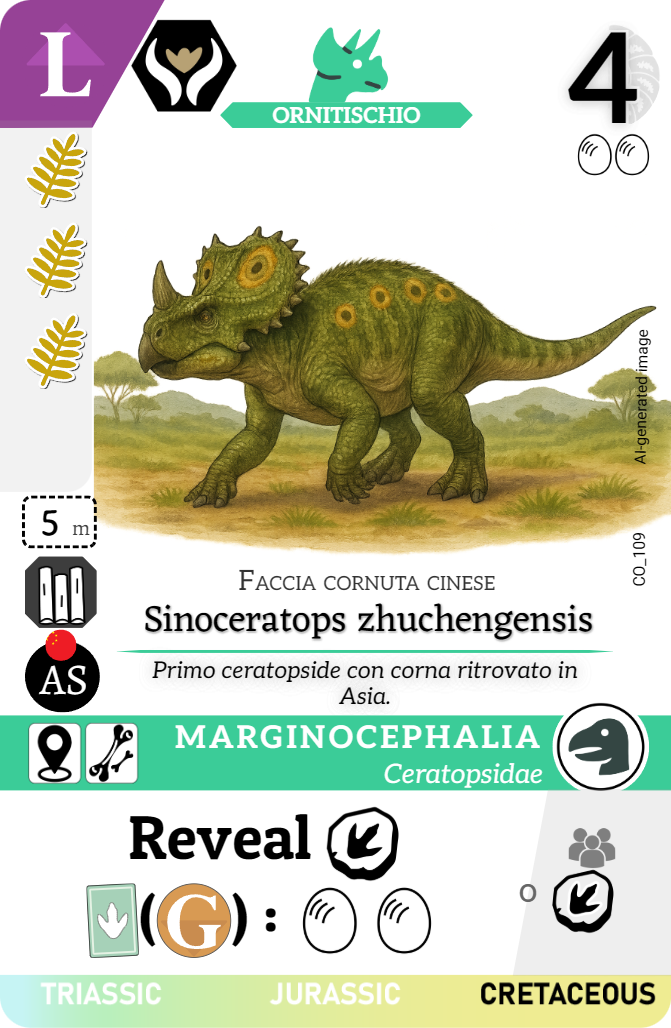 L
4
ORNITISCHIO
AI-generated image
CO_109
5 m
AS
Faccia cornuta cinese
Sinoceratops zhuchengensis
Primo ceratopside con corna ritrovato in
Asia.
MARGINOCEPHALIA
Ceratopsidae
Reveal
(G) :
o
TRIASSIC JURASSIC CRETACEOUS